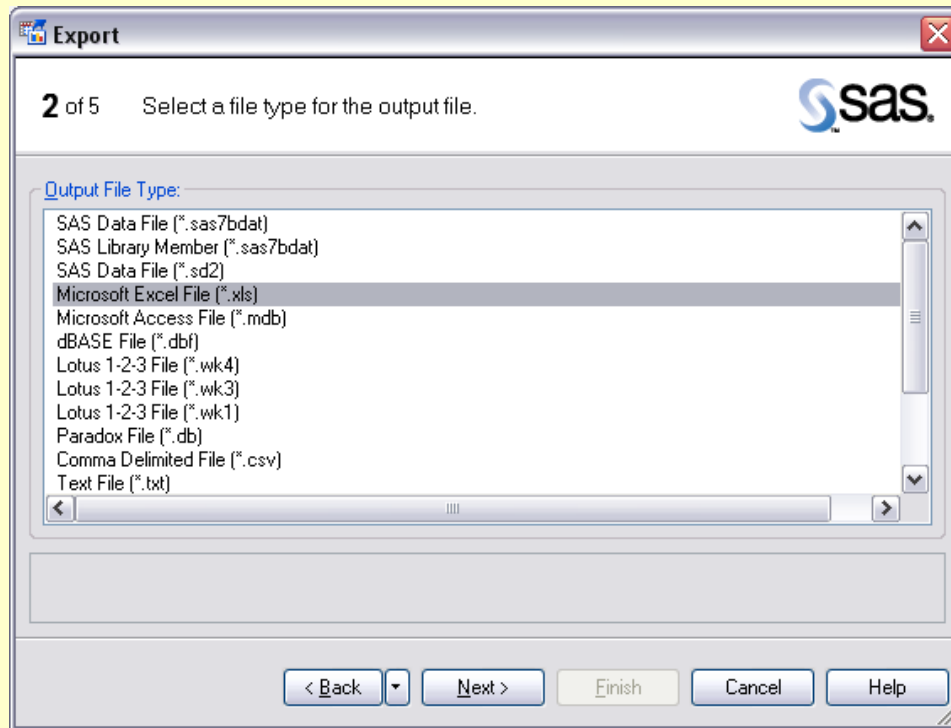 Export
2 of 5 Select a file type for the output file.
sas.
TM
Output File Type:
SAS Data File (*.sas7bdat)
SAS Library Member (*.sas7bdat)
SAS Data File (*.sd2)
Microsoft Excel File (*.xls)
Microsoft Access File (*.mdb)
dBASE File (*.dbf)
Lotus 1-2-3 File (*.wk4)
Lotus 1-2-3 File (*.wk3)
Lotus 1-2-3 File (*.wk1)
Paradox File (*.db)
Comma Delimited File (*.csv)
Text File (*.txt)
< Back Next > Finish Cancel Help